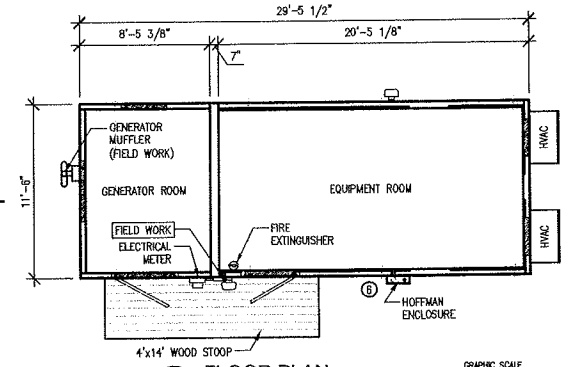 29'-5 1/2"
8'-5 3/8"
20'-5 1/8"
7"
GENERATOR
MUFFLER
(FIELD WORK)
HVAC
11'-6"
GENERATOR ROOM
EQUIPMENT ROOM
FIELD WORK
FIRE
EXTINGUISHER
ELECTRICAL
METER
HVAC
6
HOFFMAN
ENCLOSURE
4'x14' WOOD STOOP
FLOOR PLAN
GRAPHIC SCALE